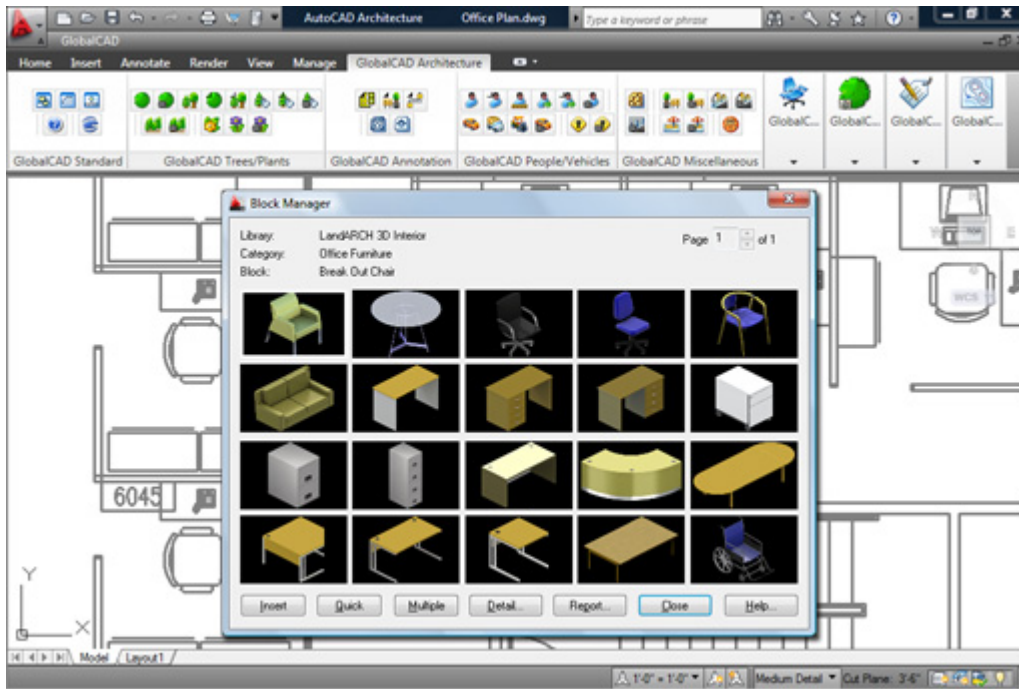 AutoCAD Architecture Office Plan.dwg Type a keyword or phrase
GlobalCAD
Home Insert Annotate Render View Manage GlobalCAD Architecture
GlobalC... GlobalC... GlobalC... GlobalC...
GlobalCAD Standard GlobalCAD Trees/Plants GlobalCAD Annotation GlobalCAD People/Vehicles GlobalCAD Miscellaneous
Block Manager
Library: LandARCH 3D Interior
Page 1 of 1
Category: Office Furniture
Block: Break Out Chair
TOP
E
WCS
6045
Y
X
Insert Quick Multiple Detail... Report... Close Help...
Model Layout1
1'-0" = 1'-0" Medium Detail Cut Plane: 3'-6"